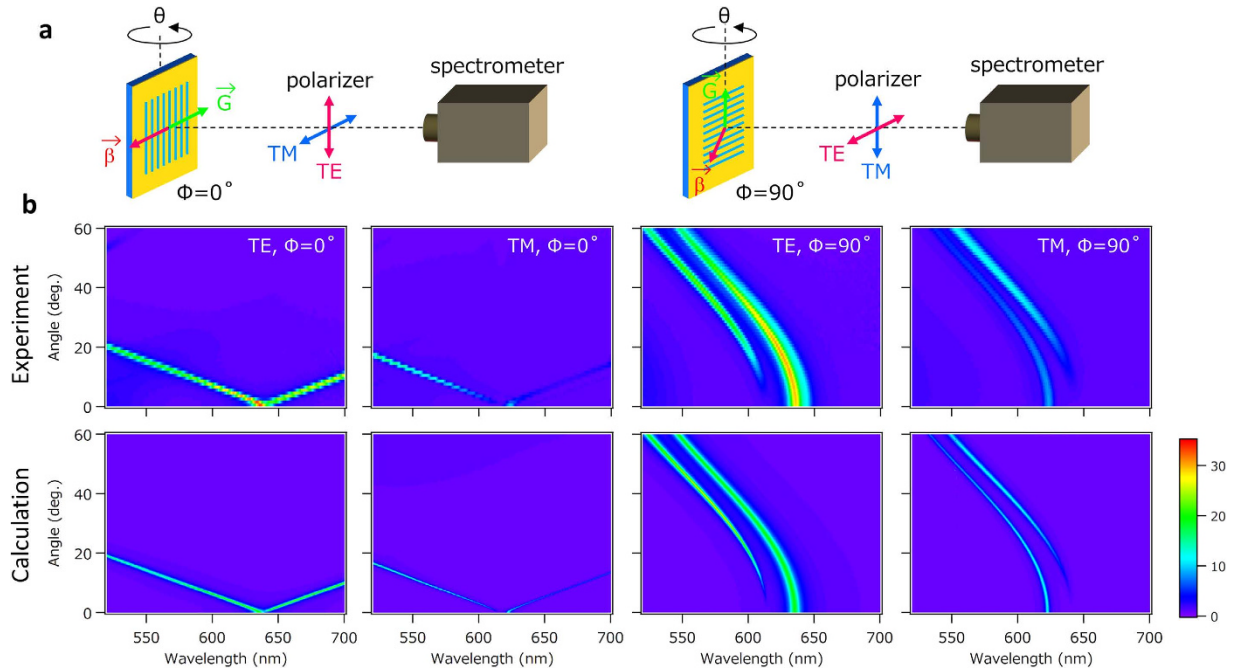 a
θ
polarizer
spectrometer
G
β
TM
TE
Φ=0˚
θ
polarizer
spectrometer
G
β
TE
TM
Φ=90˚
b
Experiment
Angle (deg.)
60
40
20
0
TE, Φ=0˚
TM, Φ=0˚
TE, Φ=90˚
TM, Φ=90˚
Calculation
Angle (deg.)
60
40
20
0
550 600 650 700
550 600 650 700
550 600 650 700
550 600 650 700
Wavelength (nm)
Wavelength (nm)
Wavelength (nm)
Wavelength (nm)
30
20
10
0